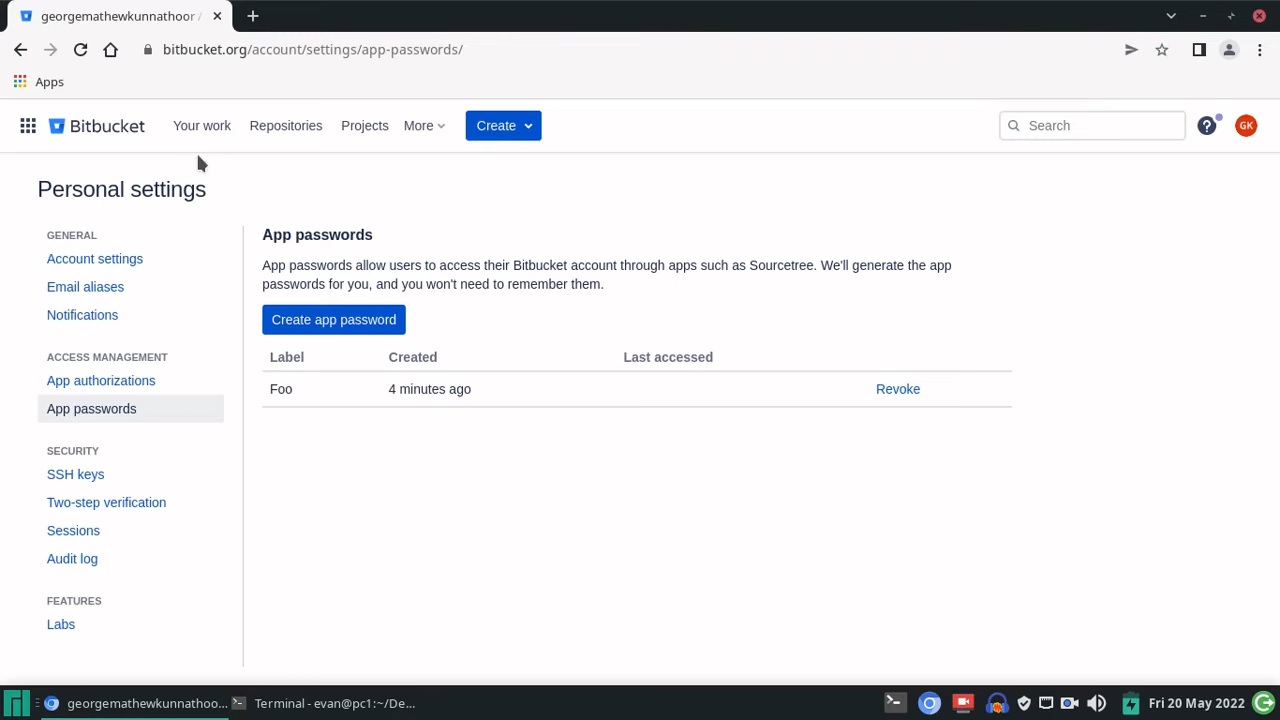 georgemathewkunnathoor /
bitbucket.org/account/settings/app-passwords/
Apps
Bitbucket
Your work
Repositories
Projects
More
Create
Search
?
GK
Personal settings
GENERAL
Account settings
Email aliases
Notifications
ACCESS MANAGEMENT
App authorizations
App passwords
SECURITY
SSH keys
Two-step verification
Sessions
Audit log
FEATURES
Labs
App passwords
App passwords allow users to access their Bitbucket account through apps such as Sourcetree. We'll generate the app
passwords for you, and you won't need to remember them.
Create app password
Label Created Last accessed
Foo 4 minutes ago Revoke
georgemathewkunnathoo...
Terminal - evan@pc1:~/De...
Fri 20 May 2022